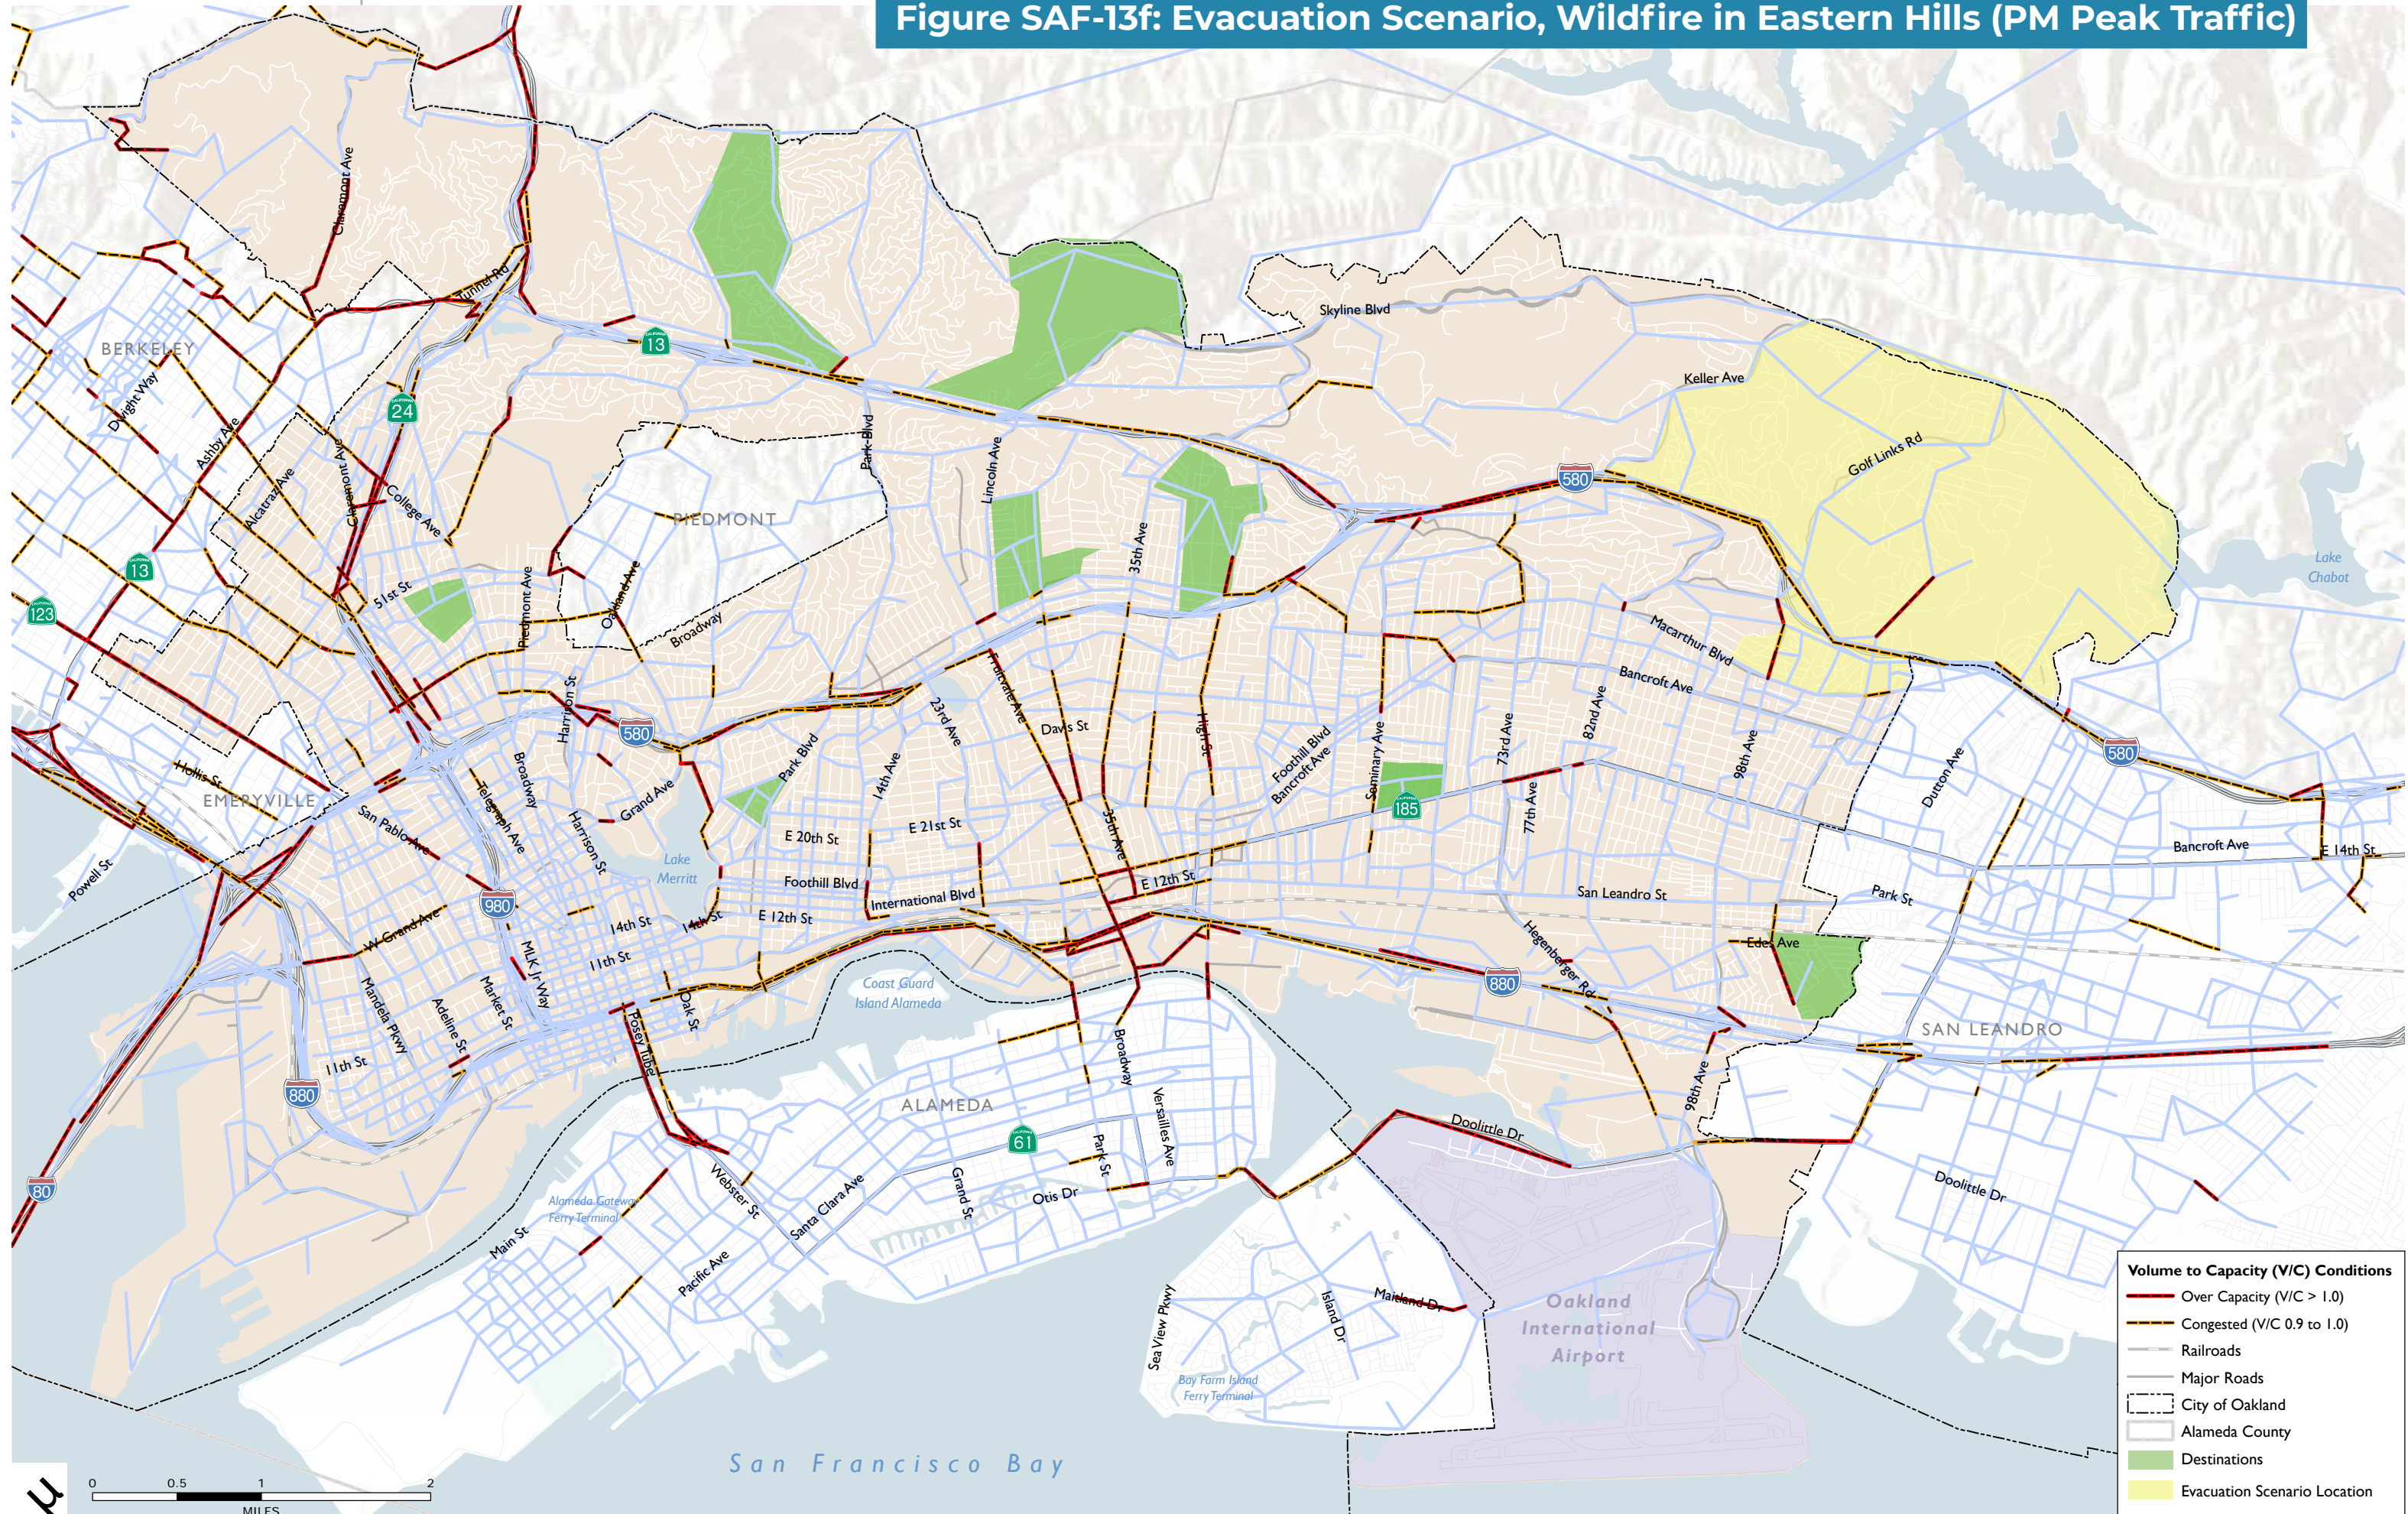 Figure SAF-13f: Evacuation Scenario, Wildfire in Eastern Hills (PM Peak Traffic)
Claremont Ave
Tunnel Rd
13
BERKELEY
Skyline Blvd
Keller Ave
Dwight Way
24
Ashby Ave
Claremont Ave
Alcatraz Ave
College Ave
Park Blvd
Lincoln Ave
Golf Links Rd
580
PIEDMONT
35th Ave
Lake
Chabot
13
123
51st St
Piedmont Ave
Oakland Ave
Broadway
Macarthur Blvd
Bancroft Ave
Harrison St
580
Fruitvale Ave
23rd Ave
Davis St
High St
Foothill Blvd
Bancroft Ave
Seminary Ave
73rd Ave
82nd Ave
98th Ave
580
Dutton Ave
Hollis St
EMERYVILLE
San Pablo Ave
Telegraph Ave
Broadway
Harrison St
Grand Ave
Park Blvd
14th Ave
E 20th St
E 21st St
35th Ave
185
77th Ave
Bancroft Ave
E 14th St
Powell St
Lake
Merritt
Foothill Blvd
International Blvd
E 12th St
San Leandro St
Park St
980
W Grand Ave
14th St
14th St
E 12th St
11th St
MLK Jr Way
Hegenberger Rd
Edes Ave
880
Mandela Pkwy
Adeline St
Market St
Oak St
Posey Tube
Coast Guard
Island Alameda
SAN LEANDRO
11th St
880
Broadway
ALAMEDA
Versailles Ave
98th Ave
61
Park St
Doolittle Dr
80
Webster St
Alameda Gateway
Ferry Terminal
Main St
Santa Clara Ave
Grand St
Otis Dr
Doolittle Dr
Pacific Ave
Sea View Pkwy
Island Dr
Maitland Dr
Oakland
International
Airport
Bay Farm Island
Ferry Terminal
San Francisco Bay
0 0.5 1 2
MILES
Volume to Capacity (V/C) Conditions
Over Capacity (V/C > 1.0)
Congested (V/C 0.9 to 1.0)
Railroads
Major Roads
City of Oakland
Alameda County
Destinations
Evacuation Scenario Location